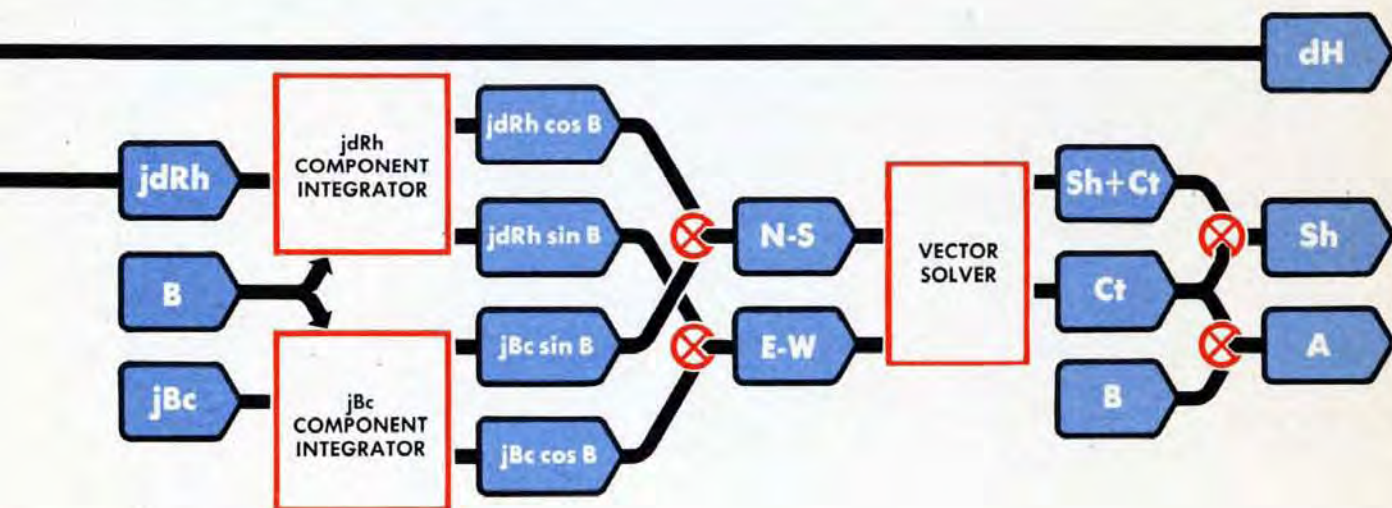 dH
jdRh
B
jBc
jdRh
COMPONENT
INTEGRATOR
jBc
COMPONENT
INTEGRATOR
jdRh cos B
jdRh sin B
jBc sin B
jBc cos B
N-S
E-W
VECTOR
SOLVER
Sh+Ct
Ct
B
Sh
A